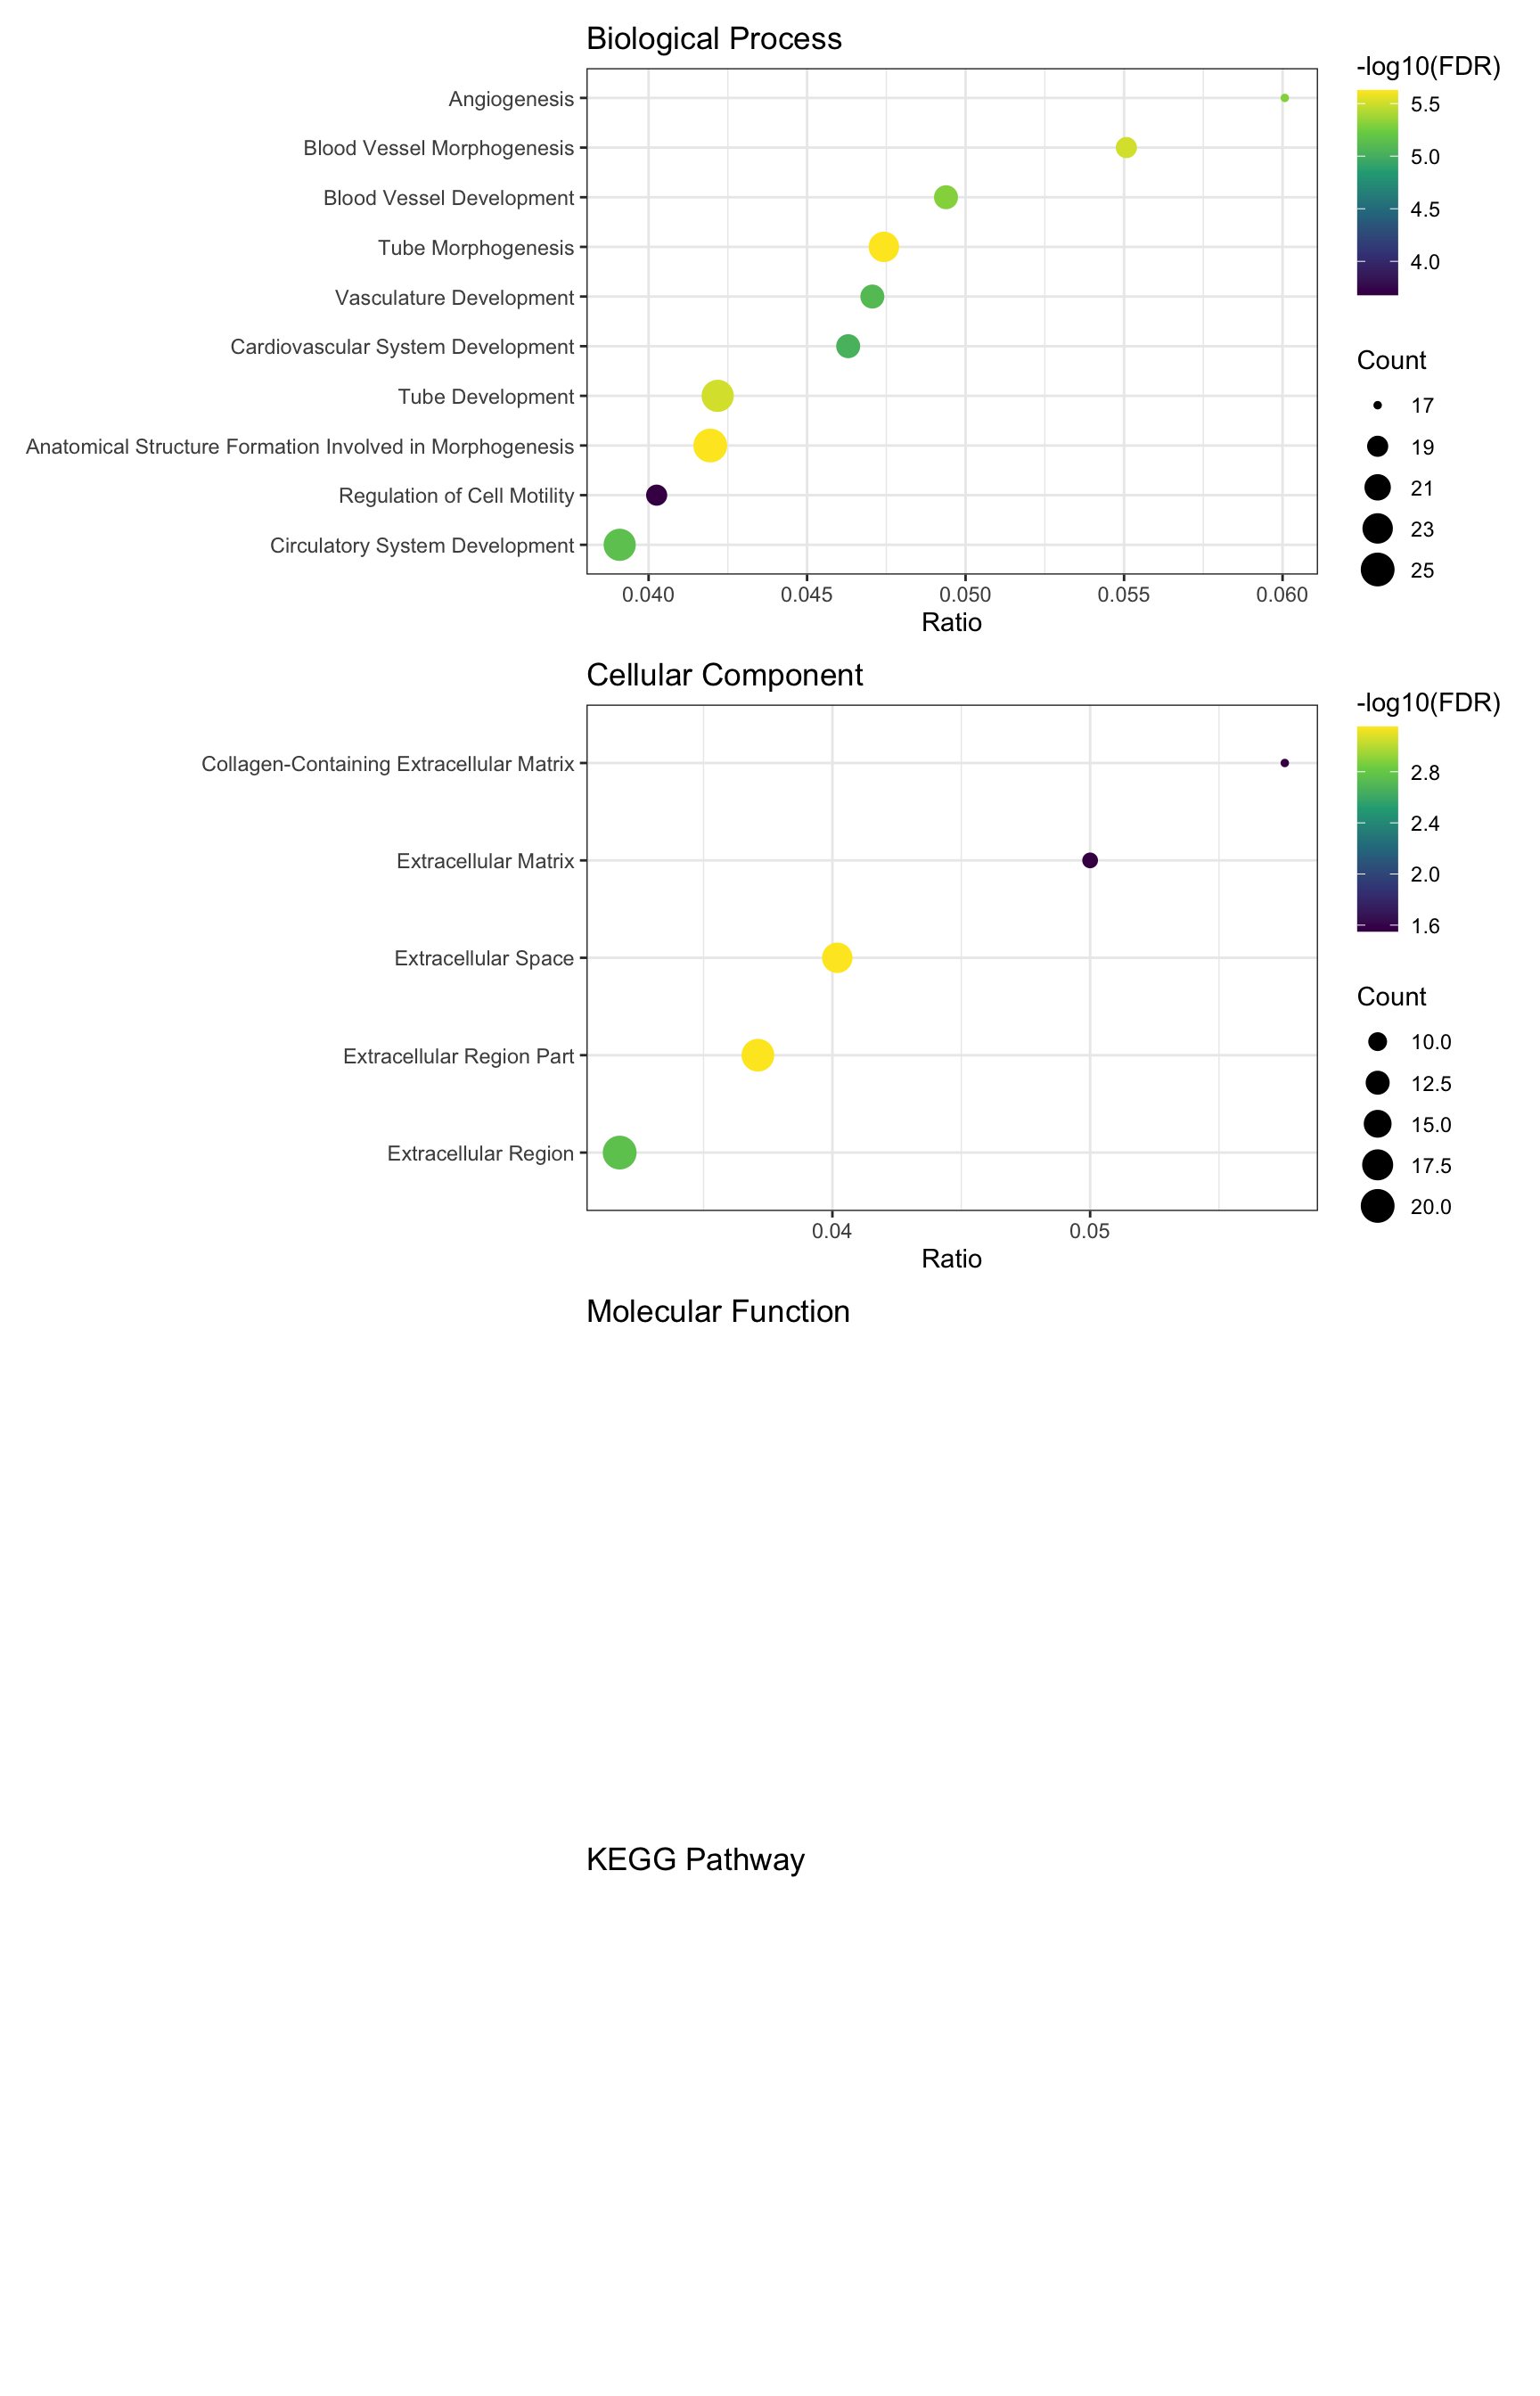 Biological Process
Angiogenesis
Blood Vessel Morphogenesis
Blood Vessel Development
Tube Morphogenesis
Vasculature Development
Cardiovascular System Development
Tube Development
Anatomical Structure Formation Involved in Morphogenesis
Regulation of Cell Motility
Circulatory System Development
0.040 0.045 0.050 0.055 0.060
Ratio
-log10(FDR)
5.5
5.0
4.5
4.0
Count
17
19
21
23
25
Cellular Component
Collagen-Containing Extracellular Matrix
Extracellular Matrix
Extracellular Space
Extracellular Region Part
Extracellular Region
0.04 0.05
Ratio
-log10(FDR)
2.8
2.4
2.0
1.6
Count
10.0
12.5
15.0
17.5
20.0
Molecular Function
KEGG Pathway